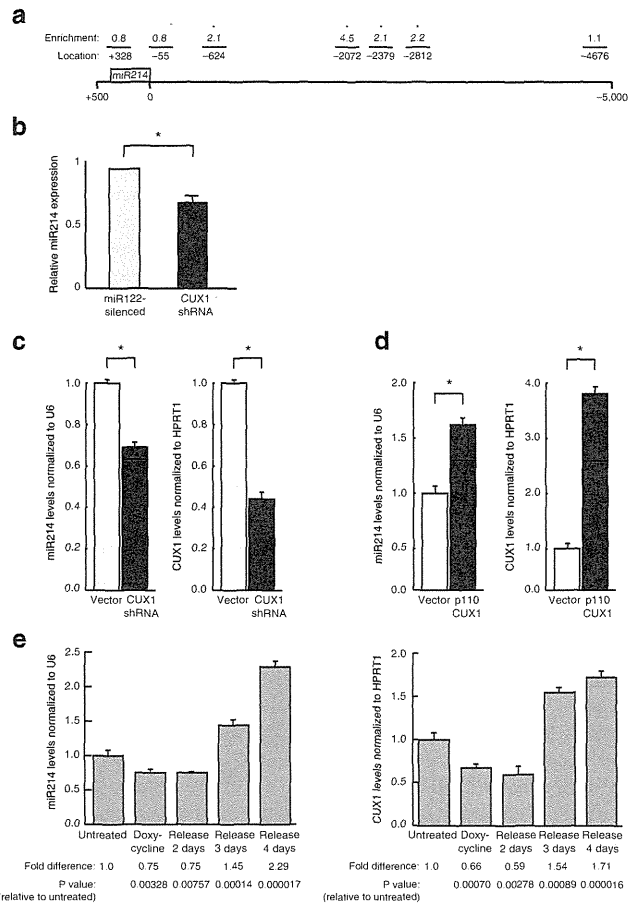 a
* * * *
Enrichment: 0.8 0.8 2.1 4.5 2.1 2.2 1.1
Location: +328 −55 −624 −2072 −2379 −2812 −4676
miR214
+500 0 −5.000
b
*
Relative miR214 expression
1
0.5
0
miR122-silenced
CUX1 shRNA
c
*
miR214 levels normalized to U6
1.0
0.8
0.6
0.4
0.2
0.0
Vector CUX1
shRNA
*
CUX1 levels normalized to HPRT1
1.0
0.8
0.6
0.4
0.2
0.0
Vector CUX1
shRNA
d
*
miR214 levels normalized to U6
2.0
1.5
1.0
0.5
0.0
Vector p110
CUX1
*
CUX1 levels normalized to HPRT1
4.0
3.0
2.0
1.0
0.0
Vector p110
CUX1
e
miR214 levels normalized to U6
2.5
2.0
1.5
1.0
0.5
0.0
Untreated Doxy- Release Release Release
cycline 2 days 3 days 4 days
Fold difference: 1.0 0.75 0.75 1.45 2.29
P value: 0.00328 0.00757 0.00014 0.000017
(relative to untreated)
CUX1 levels normalized to HPRT1
2.0
1.5
1.0
0.5
0.0
Untreated Doxy- Release Release Release
cycline 2 days 3 days 4 days
Fold difference: 1.0 0.66 0.59 1.54 1.71
P value: 0.00070 0.00278 0.00089 0.000016
(relative to untreated)